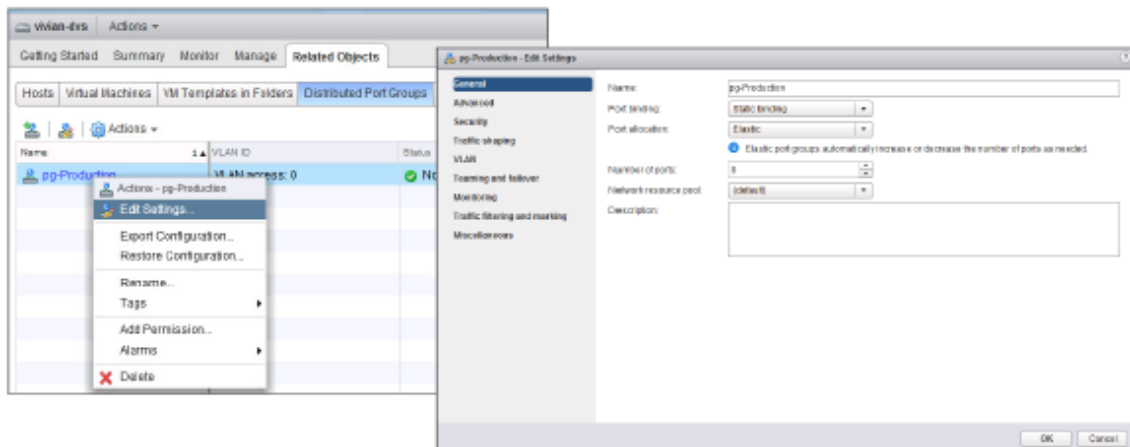 vivian-dvs Actions
Getting Started Summary Monitor Manage Related Objects
Hosts Virtual Machines VM Templates in Folders Distributed Port Groups
Actions
Name 1 VLAN ID Status
pg-Production VLAN access: 0 No
Actions - pg-Production
Edit Settings...
Export Configuration...
Restore Configuration...
Rename...
Tags
Add Permission...
Alarms
Delete
pg-Production - Edit Settings
General
Advanced
Security
Traffic shaping
VLAN
Teaming and failover
Monitoring
Traffic filtering and marking
Miscellaneous
Name: pg-Production
Port binding: Static binding
Port allocation: Elastic
Elastic port groups automatically increase or decrease the number of ports as needed.
Number of ports: 8
Network resource pool: (default)
Description:
OK Cancel